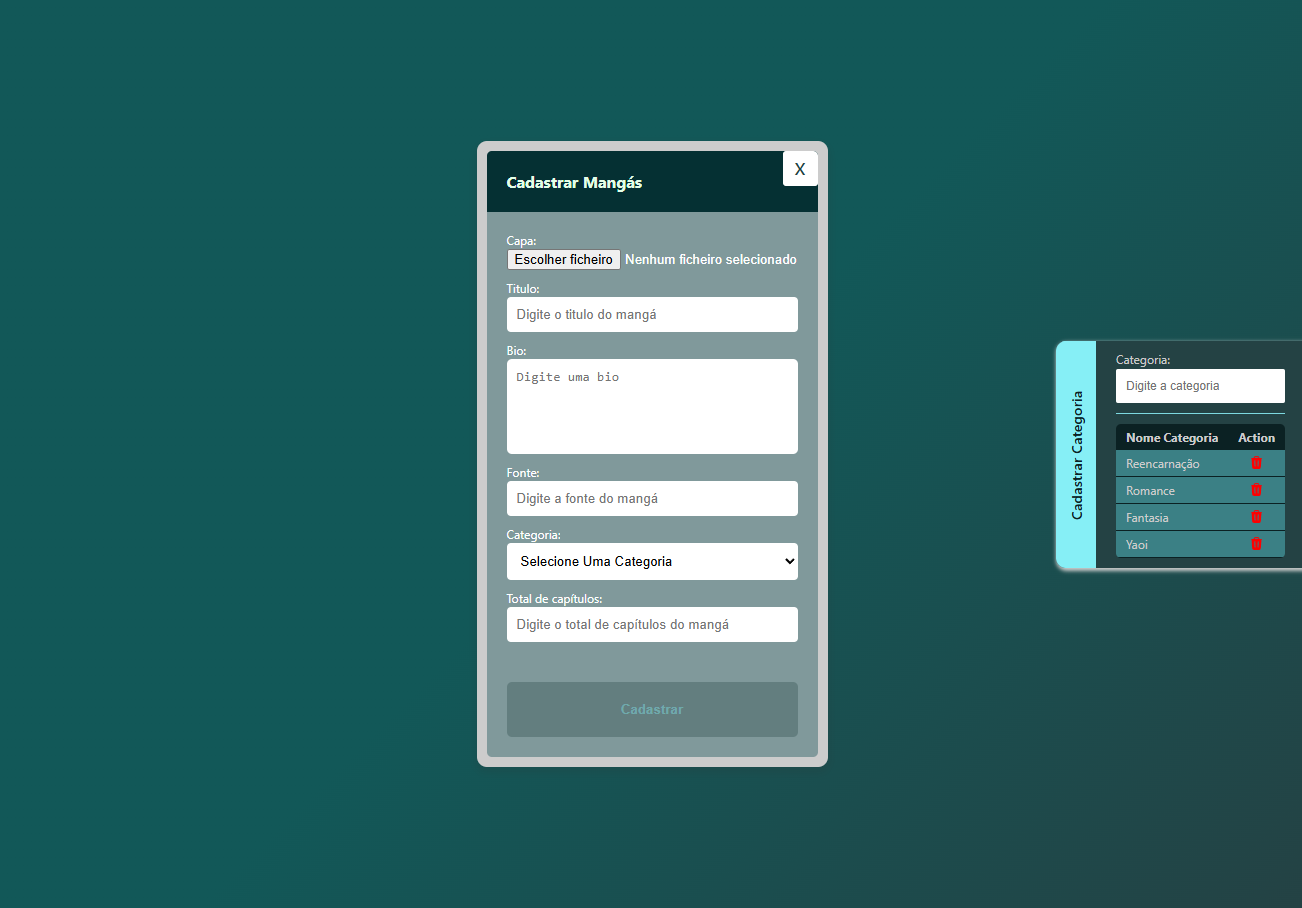 Cadastrar Mangás
X
Capa:
Escolher ficheiro Nenhum ficheiro selecionado
Titulo:
Digite o titulo do mangá
Bio:
Digite uma bio
Fonte:
Digite a fonte do mangá
Categoria:
Selecione Uma Categoria
Total de capítulos:
Digite o total de capítulos do mangá
Cadastrar
Cadastrar Categoria
Categoria:
Digite a categoria
Nome Categoria Action
Reencarnação
Romance
Fantasia
Yaoi